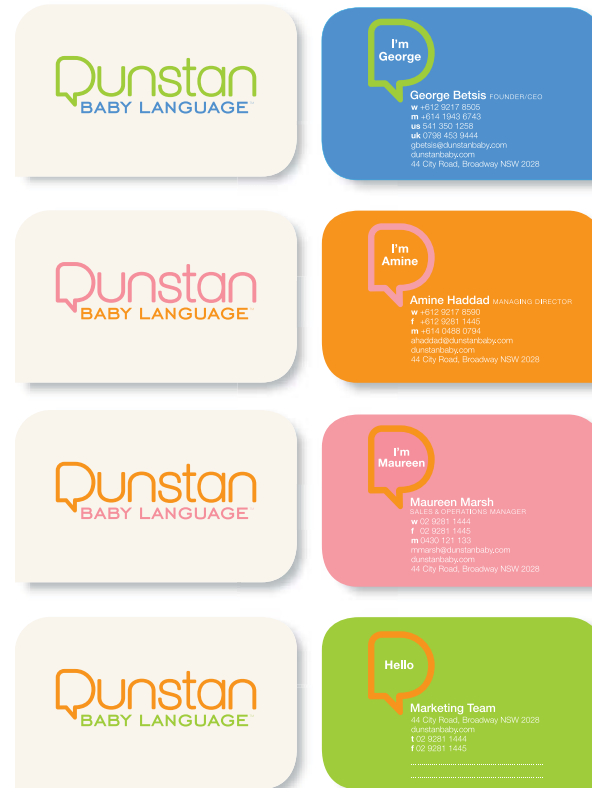 Dunstan
BABY LANGUAGE™
I'm
George
George Betsis FOUNDER/CEO
w +612 9217 8505
m +614 1943 6743
us 541 350 1258
uk 0798 453 9444
gbetsis@dunstanbaby.com
dunstanbaby.com
44 City Road, Broadway NSW 2028
Dunstan
BABY LANGUAGE™
I'm
Amine
Amine Haddad MANAGING DIRECTOR
w +612 9217 6590
f +612 9281 1445
m +614 0488 0794
ahaddad@dunstanbaby.com
dunstanbaby.com
44 City Road, Broadway NSW 2028
Dunstan
BABY LANGUAGE™
I'm
Maureen
Maureen Marsh
SALES & OPERATIONS MANAGER
w 02 9281 1444
f 02 9281 1445
m 0430 121 133
mmarsh@dunstanbaby.com
dunstanbaby.com
44 City Road, Broadway NSW 2028
Dunstan
BABY LANGUAGE™
Hello
Marketing Team
44 City Road, Broadway NSW 2028
dunstanbaby.com
t 02 9281 1444
f 02 9281 1445